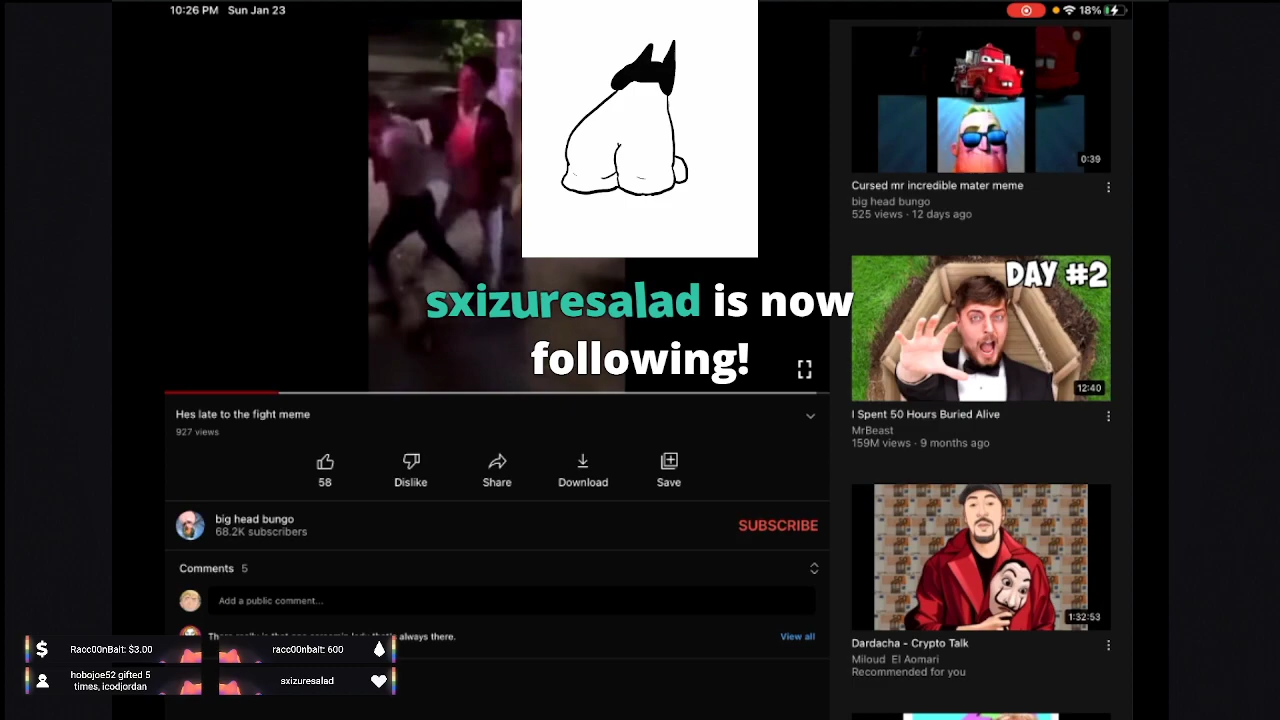 10:26 PM Sun Jan 23
18%
sxizuresalad is now
following!
Hes late to the fight meme
927 views
58
Dislike
Share
Download
Save
big head bungo
68.2K subscribers
SUBSCRIBE
Comments 5
Add a public comment...
always there.
View all
Racc00nbalt: $3.00
racc00nbalt: 600
hobojoe52 gifted 5
times, icodjordan
sxizuresalad
0:39
Cursed mr incredible mater meme
big head bungo
525 views · 12 days ago
DAY #2
12:40
I Spent 50 Hours Buried Alive
MrBeast
159M views · 9 months ago
1:32:53
Dardacha - Crypto Talk
Miloud El Aomari
Recommended for you